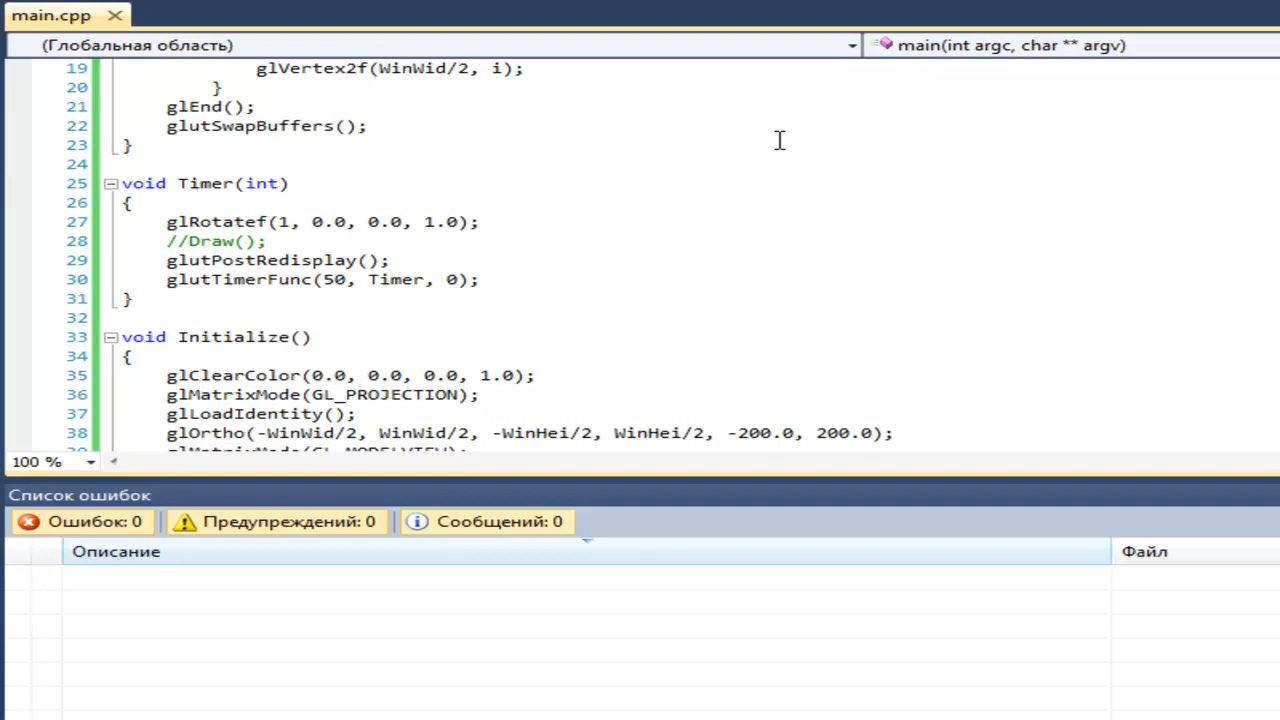 main.cpp
(Глобальная область)
main(int argc, char ** argv)
19 glVertex2f(WinWid/2, i);
20 }
21 glEnd();
22 glutSwapBuffers();
23 }
24
25 void Timer(int)
26 {
27 glRotatef(1, 0.0, 0.0, 1.0);
28 //Draw();
29 glutPostRedisplay();
30 glutTimerFunc(50, Timer, 0);
31 }
32
33 void Initialize()
34 {
35 glClearColor(0.0, 0.0, 0.0, 1.0);
36 glMatrixMode(GL_PROJECTION);
37 glLoadIdentity();
38 glOrtho(-WinWid/2, WinWid/2, -WinHei/2, WinHei/2, -200.0, 200.0);
39 glMatrixMode(GL_MODELVIEW);
100 %
Список ошибок
Ошибок: 0
Предупреждений: 0
Сообщений: 0
Описание
Файл